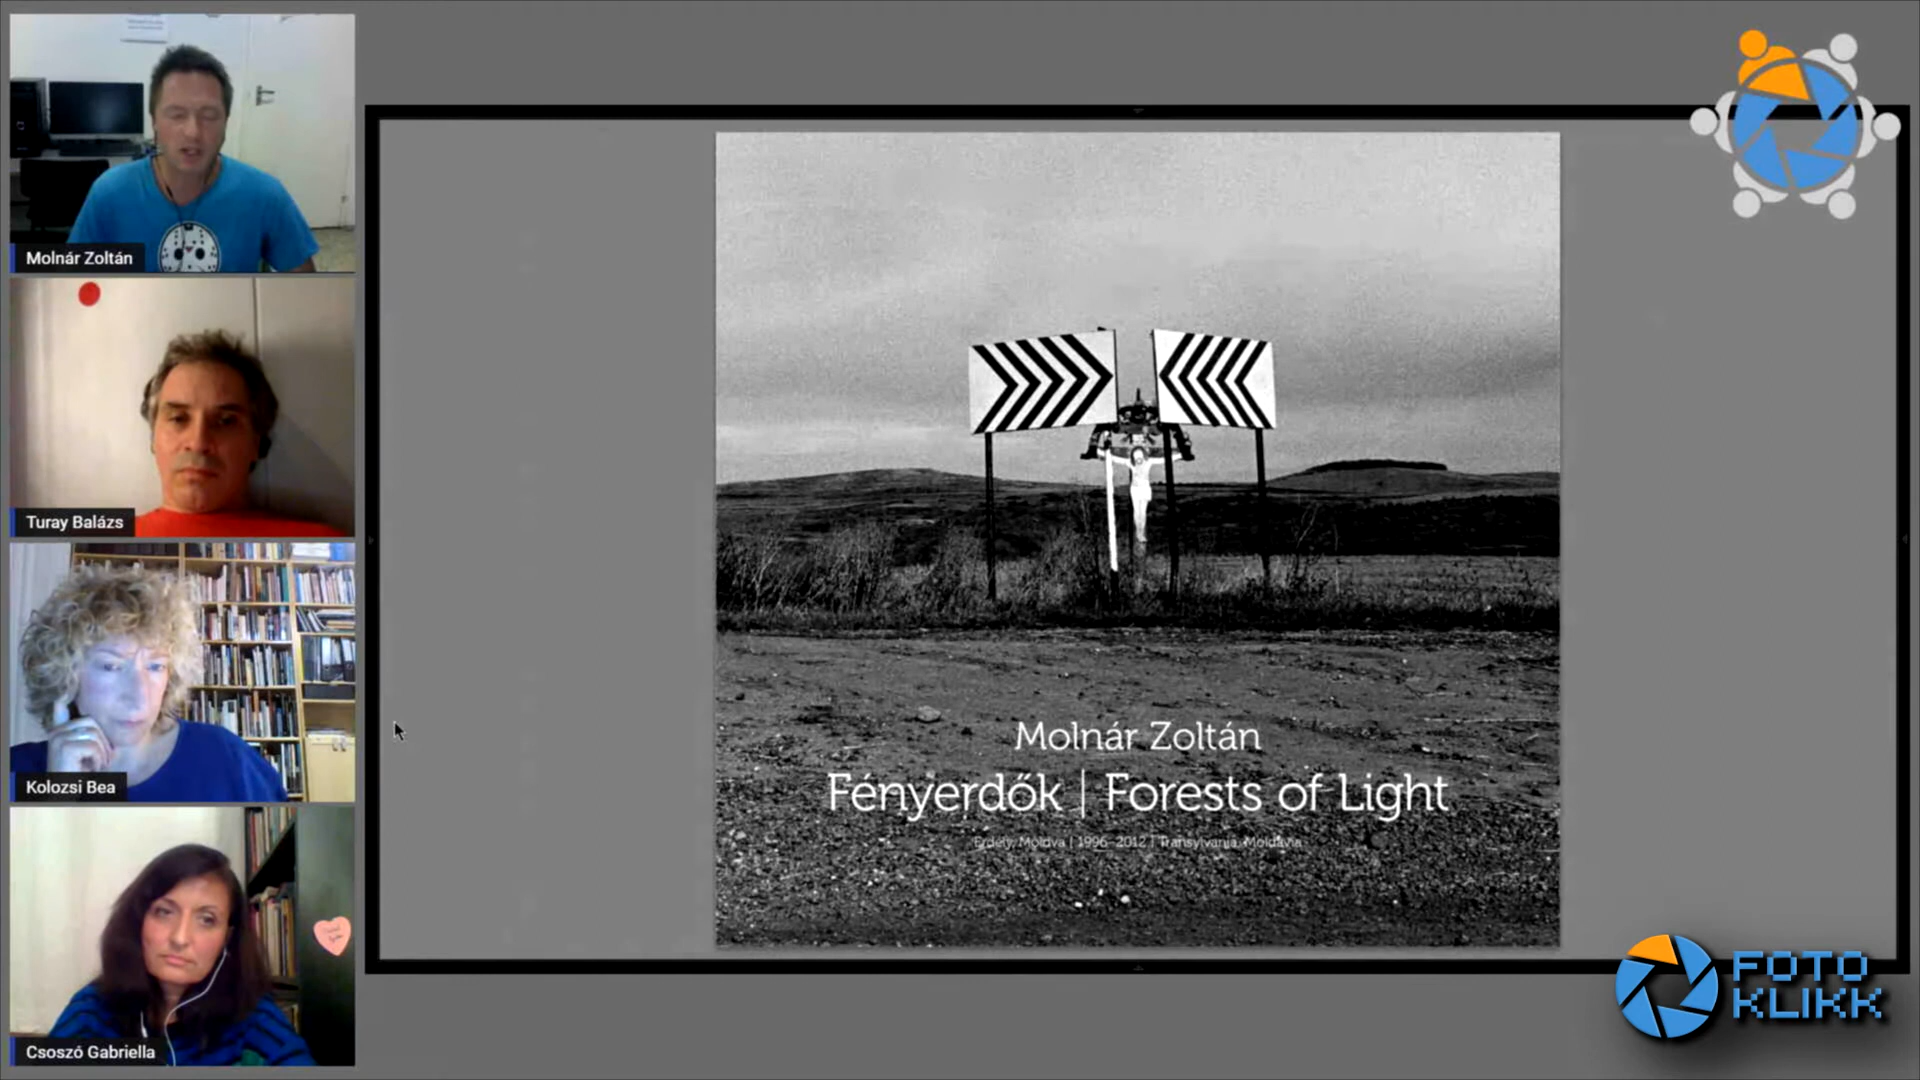 Molnár Zoltán
Turay Balázs
Kolozsi Bea
Csoszó Gabriella
Molnár Zoltán
Fényerdők | Forests of Light
Erdély, Moldva | 1996–2012 | Transylvania, Moldavia
FOTO
KLIKK